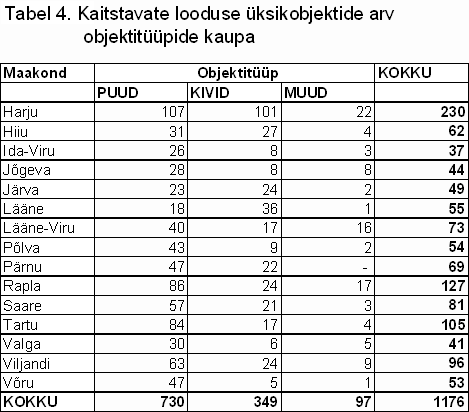 Tabel 4. Kaitstavate looduse üksikobjektide arv
objektitüüpide kaupa
Maakond Objektitüüp KOKKU
PUUD KIVID MUUD
Harju 107 101 22 230
Hiiu 31 27 4 62
Ida-Viru 26 8 3 37
Jõgeva 28 8 8 44
Järva 23 24 2 49
Lääne 18 36 1 55
Lääne-Viru 40 17 16 73
Põlva 43 9 2 54
Pärnu 47 22 - 69
Rapla 86 24 17 127
Saare 57 21 3 81
Tartu 84 17 4 105
Valga 30 6 5 41
Viljandi 63 24 9 96
Võru 47 5 1 53
KOKKU 730 349 97 1176